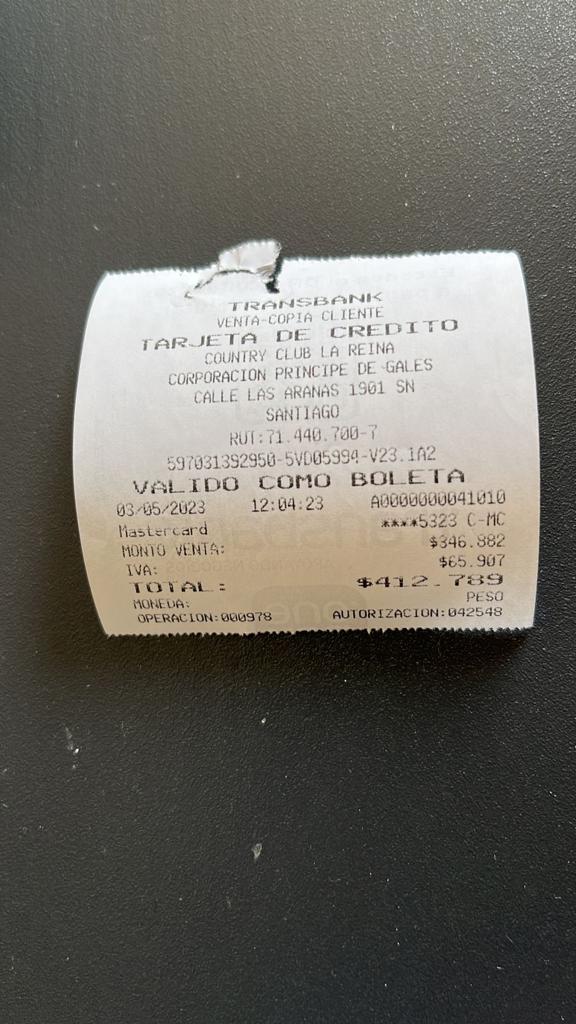 TRANSBANK
VENTA-COPIA CLIENTE
TARJETA DE CREDITO
COUNTRY CLUB LA REINA
CORPORACION PRINCIPE DE GALES
CALLE LAS ARANAS 1901 SN
SANTIAGO
RUT:71.440.700-7
597031392950-5VD05994-V23.1A2
VALIDO COMO BOLETA
03/05/2023 12:04:23 A0000000041010
Mastercard ****5323 C-MC
MONTO VENTA: $346.882
IVA: $65.907
TOTAL: $412.789
MONEDA: PESO
OPERACION:000978 AUTORIZACION:042548